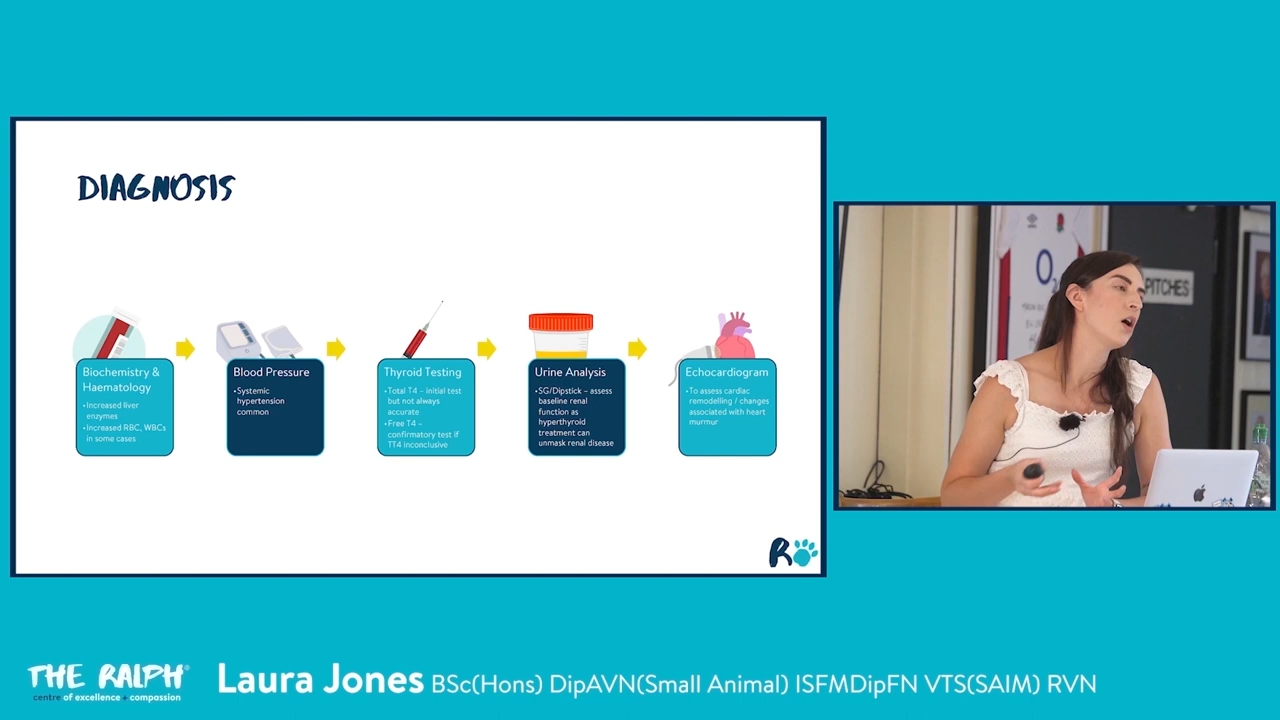 DIAGNOSIS
Biochemistry &
Haematology
•Increased liver
enzymes
•Increased RBC, WBCs
in some cases
Blood Pressure
•Systemic
hypertension
common
Thyroid Testing
•Total T4 – initial test
but not always
accurate
•Free T4 –
confirmatory test if
TT4 inconclusive
Urine Analysis
•SG/Dipstick – assess
baseline renal
function as
hyperthyroid
treatment can
unmask renal disease
Echocardiogram
•To assess cardiac
remodelling / changes
associated with heart
murmur
R
O2
PITCHES
THE RALPH®
centre of excellence + compassion
Laura Jones BSc(Hons) DipAVN(Small Animal) ISFMDipFN VTS(SAIM) RVN